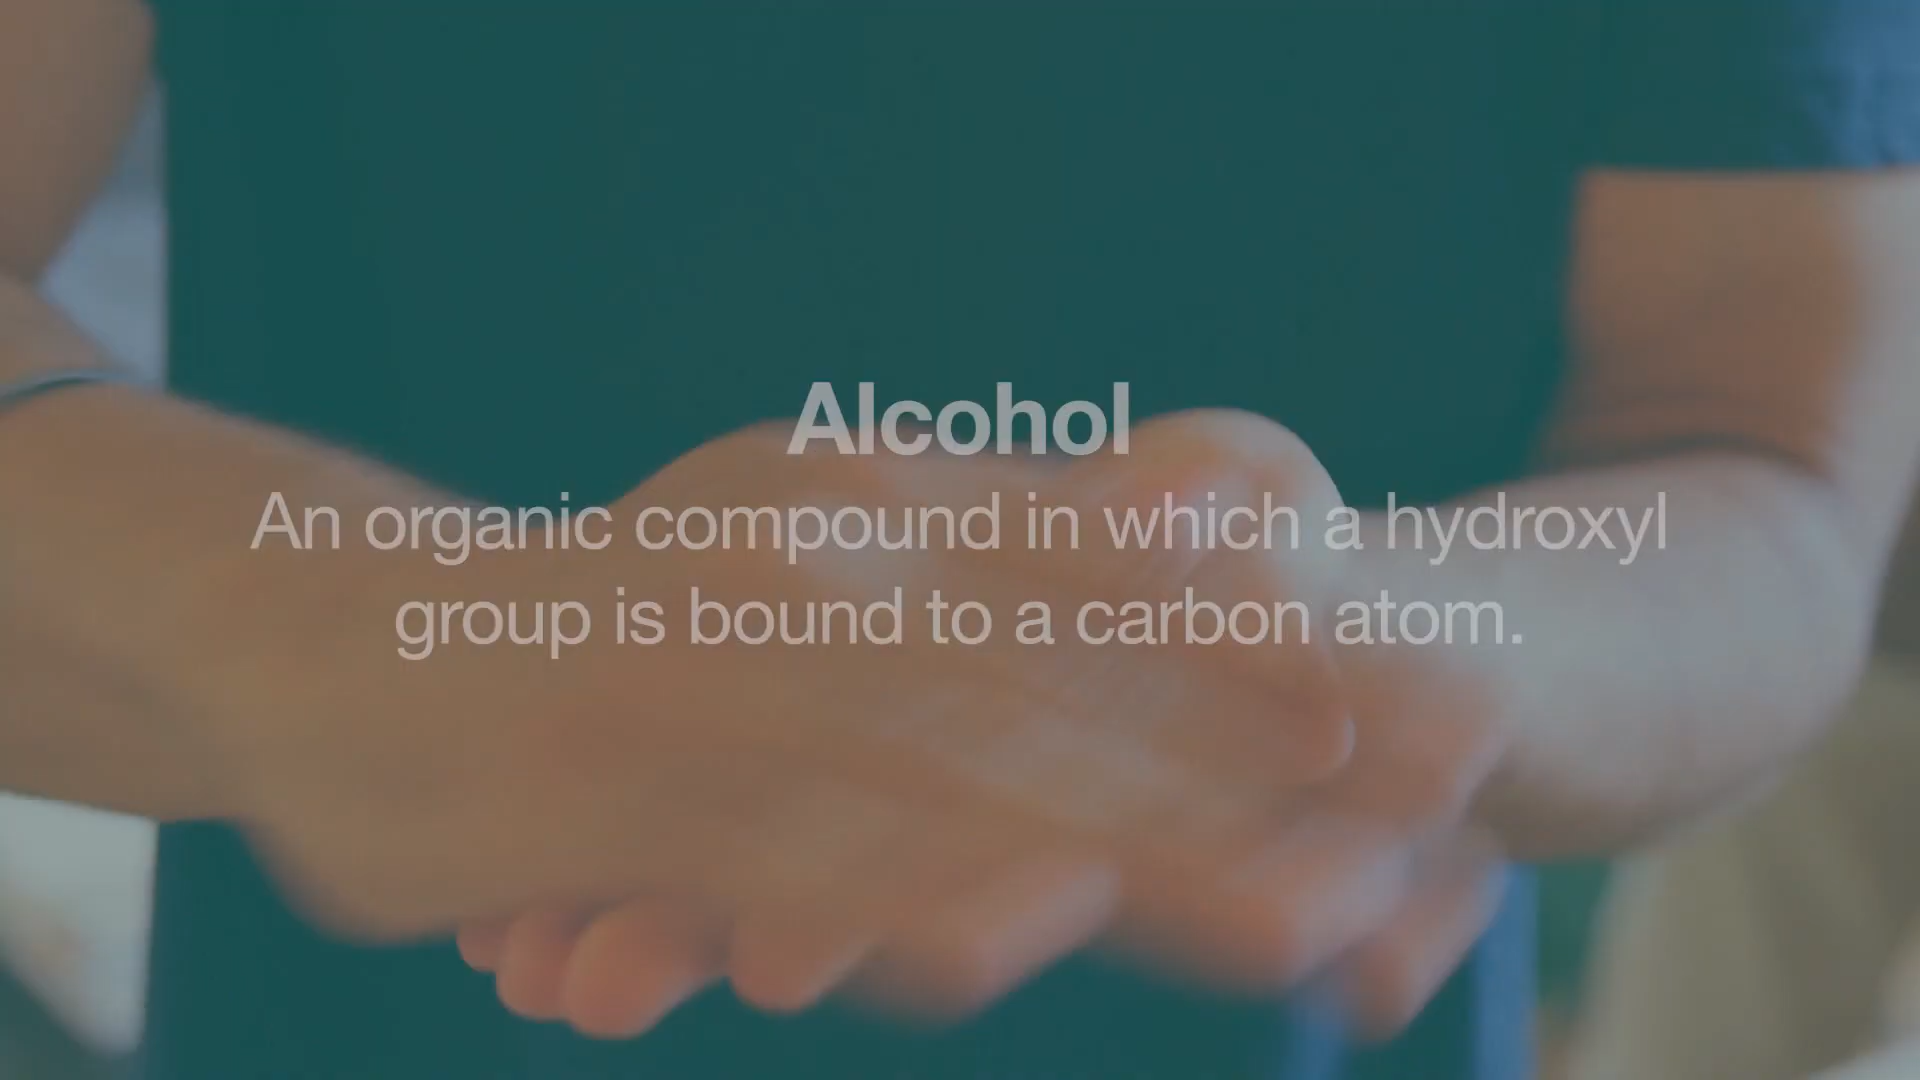 Alcohol
An organic compound in which a hydroxyl
group is bound to a carbon atom.